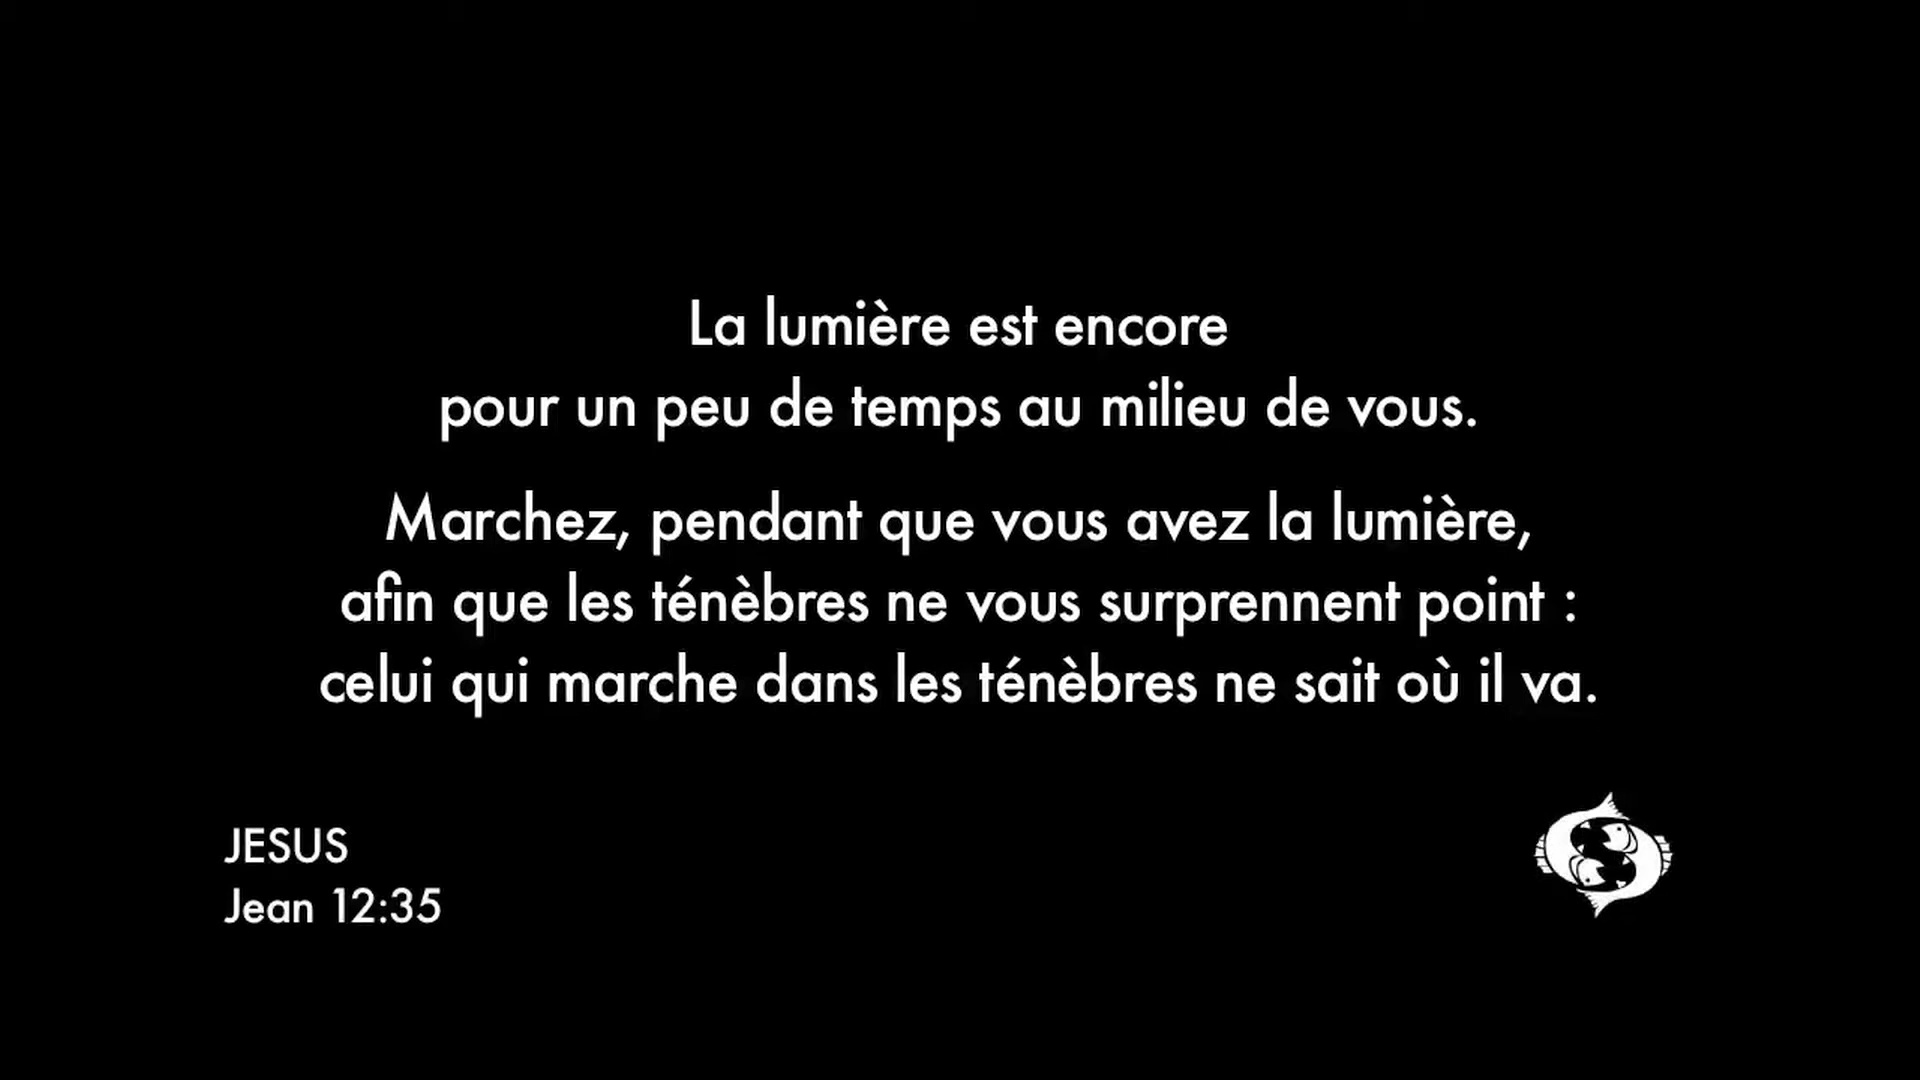 La lumière est encore
pour un peu de temps au milieu de vous.
Marchez, pendant que vous avez la lumière,
afin que les ténèbres ne vous surprennent point :
celui qui marche dans les ténèbres ne sait où il va.
JESUS
Jean 12:35